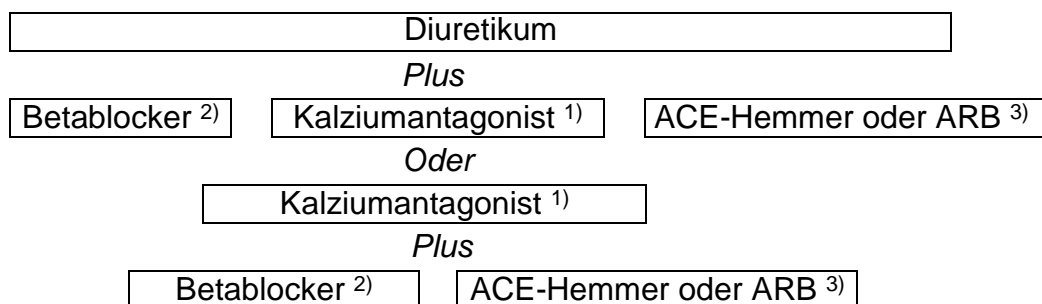 Diuretikum
Plus
Betablocker 2) Kalziumantagonist 1) ACE-Hemmer oder ARB 3)
Oder
Kalziumantagonist 1)
Plus
Betablocker 2) ACE-Hemmer oder ARB 3)